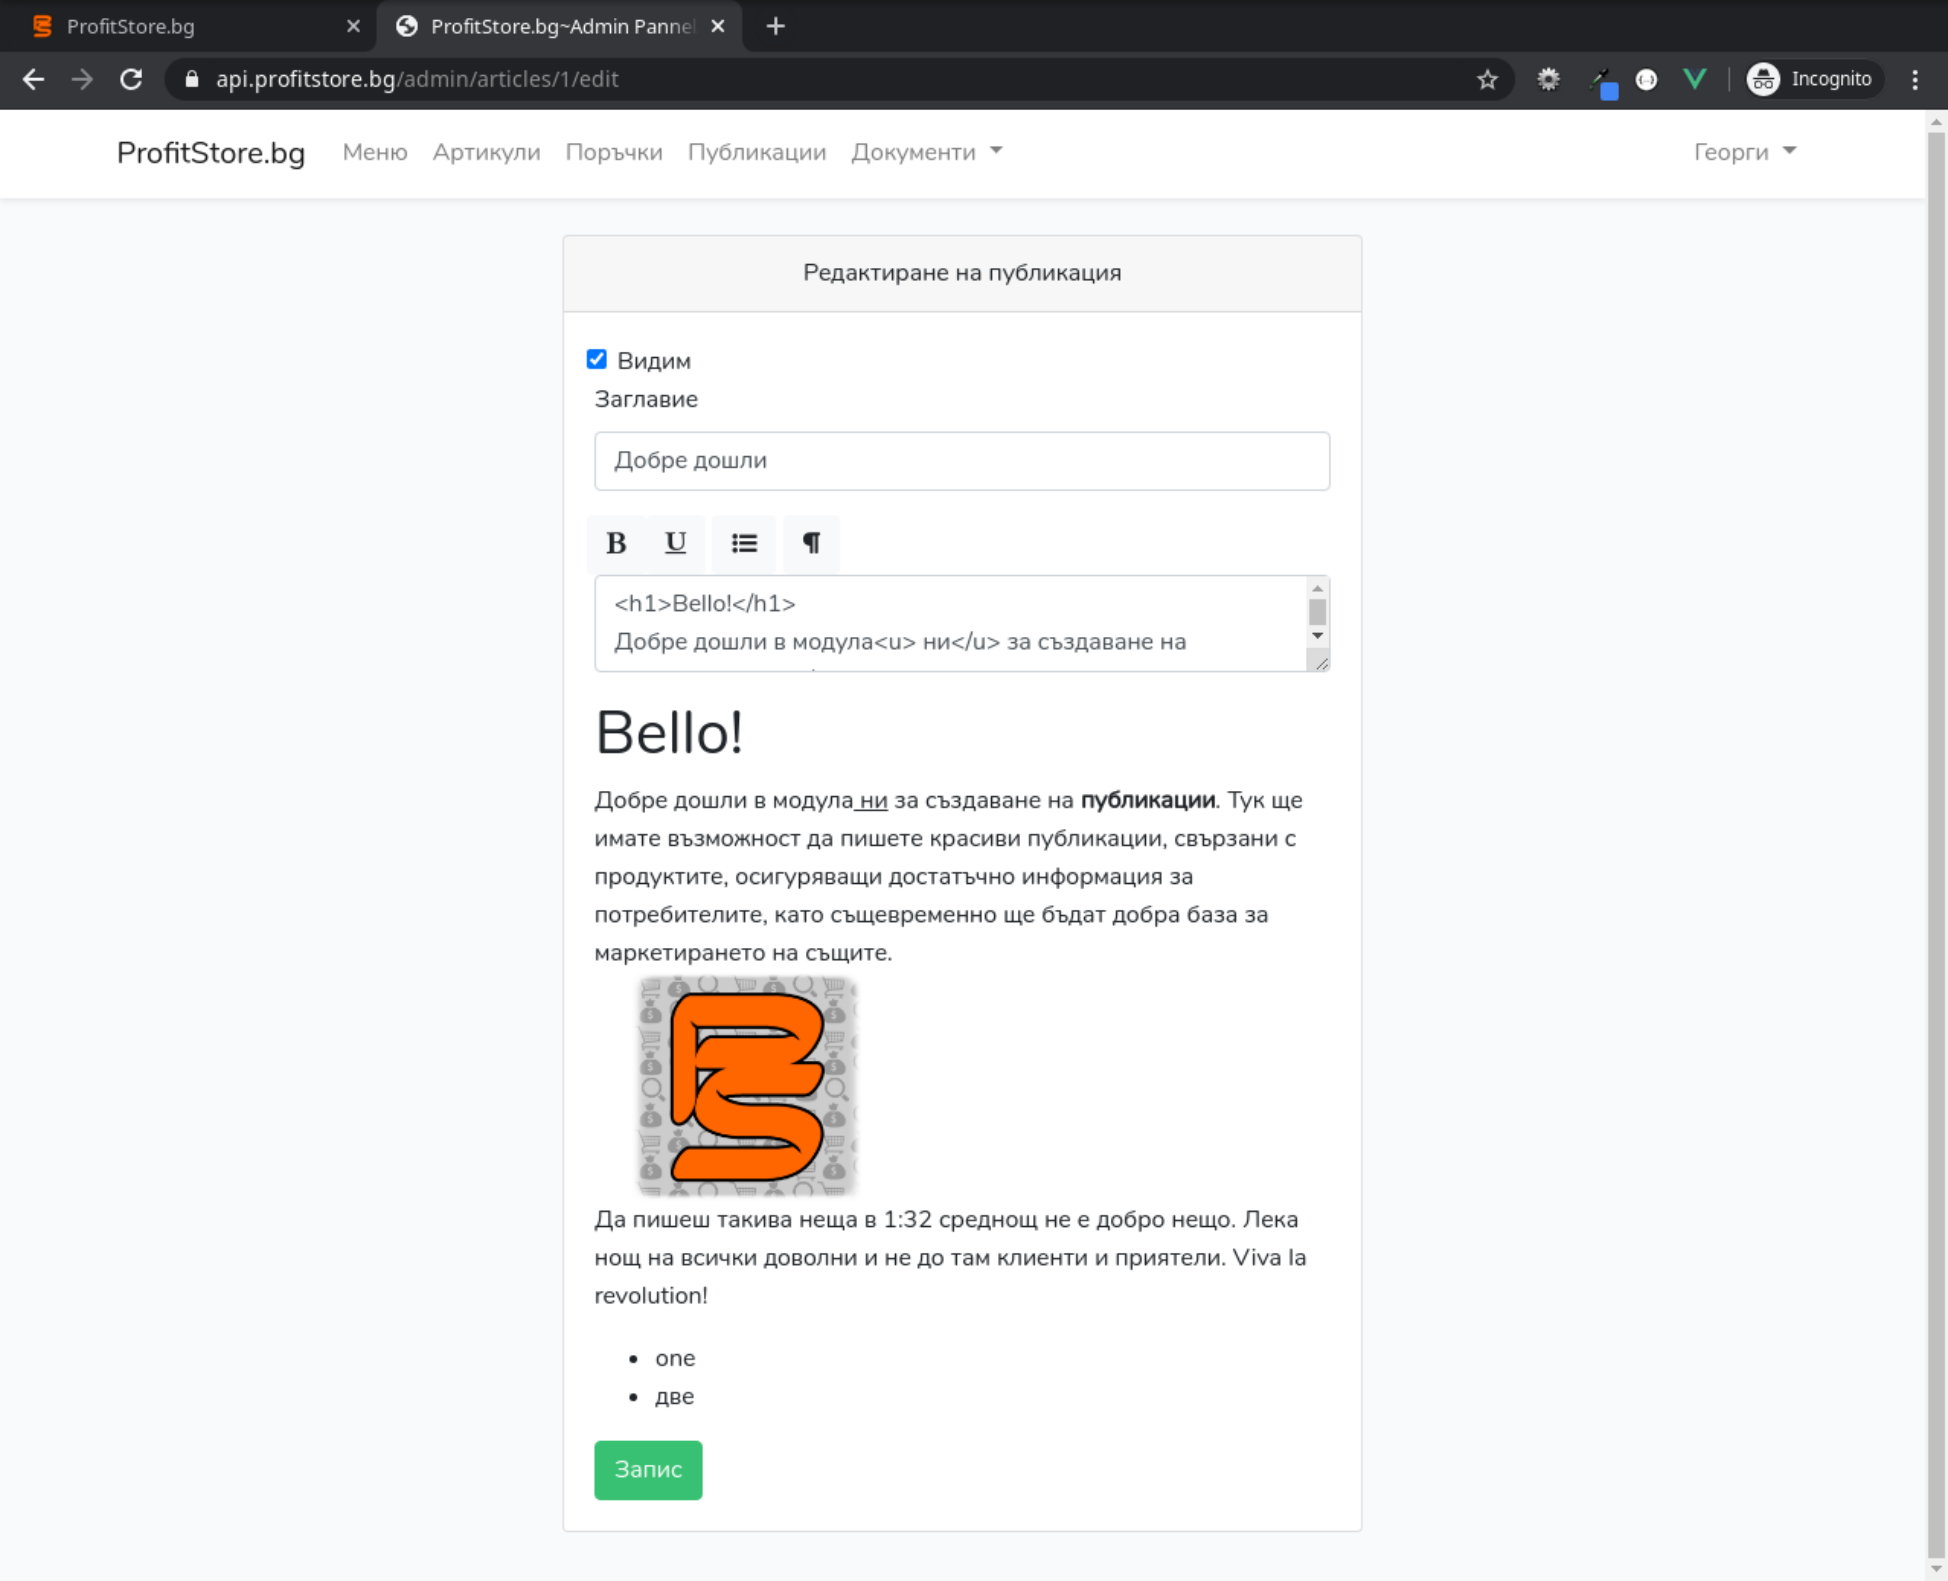 ProfitStore.bg
ProfitStore.bg~Admin Panne
api.profitstore.bg/admin/articles/1/edit
Incognito
ProfitStore.bg Меню Артикули Поръчки Публикации Документи Георги
Редактиране на публикация
Видим
Заглавие
Добре дошли
B U ¶
<h1>Bello!</h1>
Добре дошли в модула<u> ни</u> за създаване на
Bello!
Добре дошли в модула ни за създаване на публикации. Тук ще
имате възможност да пишете красиви публикации, свързани с
продуктите, осигуряващи достатъчно информация за
потребителите, като същевременно ще бъдат добра база за
маркетирането на същите.
Да пишеш такива неща в 1:32 среднощ не е добро нещо. Лека
нощ на всички доволни и не до там клиенти и приятели. Viva la
revolution!
one
две
Запис